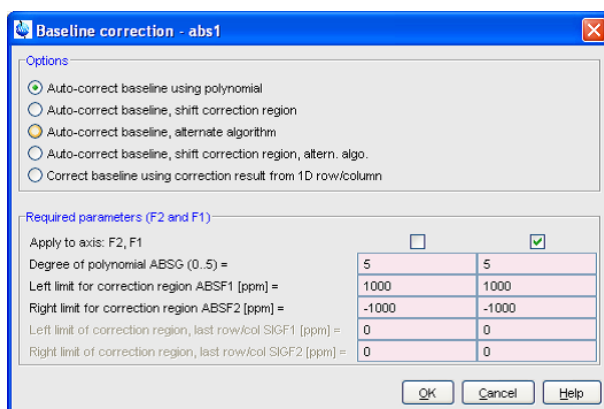 Baseline correction - abs1
Options
Auto-correct baseline using polynomial
Auto-correct baseline, shift correction region
Auto-correct baseline, alternate algorithm
Auto-correct baseline, shift correction region, altern. algo.
Correct baseline using correction result from 1D row/column
Required parameters (F2 and F1)
Apply to axis: F2, F1
Degree of polynomial ABSG (0..5) = 5 5
Left limit for correction region ABSF1 [ppm] = 1000 1000
Right limit for correction region ABSF2 [ppm] = -1000 -1000
Left limit of correction region, last row/col SIGF1 [ppm] = 0 0
Right limit of correction region, last row/col SIGF2 [ppm] = 0 0
OK Cancel Help